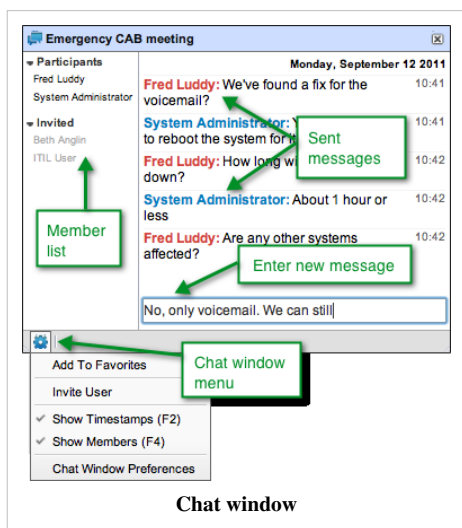 Emergency CAB meeting
Participants
Fred Luddy
System Administrator
Invited
Beth Anglin
ITIL User
Monday, September 12 2011
Fred Luddy: We've found a fix for the 10:41
voicemail?
System Administrator: 10:41
to reboot the system for
Fred Luddy: How long 10:42
down?
System Administrator: About 1 hour or 10:42
less
Fred Luddy: Are any other systems 10:42
affected?
No, only voicemail. We can still
Member
list
Sent
messages
Enter new message
Chat window
menu
Add To Favorites
Invite User
Show Timestamps (F2)
Show Members (F4)
Chat Window Preferences
Chat window